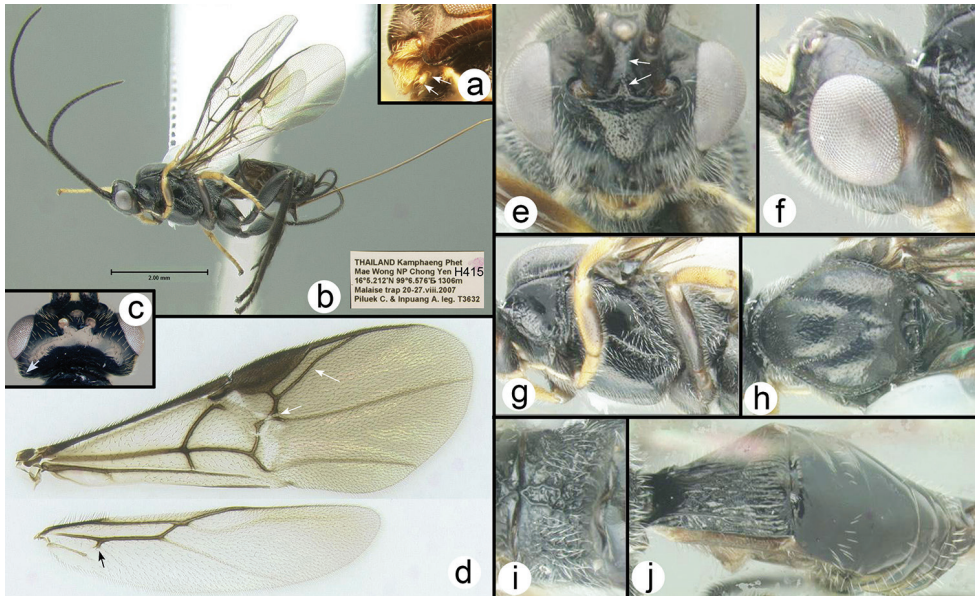 a
b
2.00 mm
THAILAND Kamphaeng Phet
Mae Wong NP Chong Yen H415
16°5.212'N 99°6.576'E 1306m
Malaise trap 20-27.viii.2007
Piluek C. & Inpuang A. leg. T3632
c
d
e
f
g
h
i
j